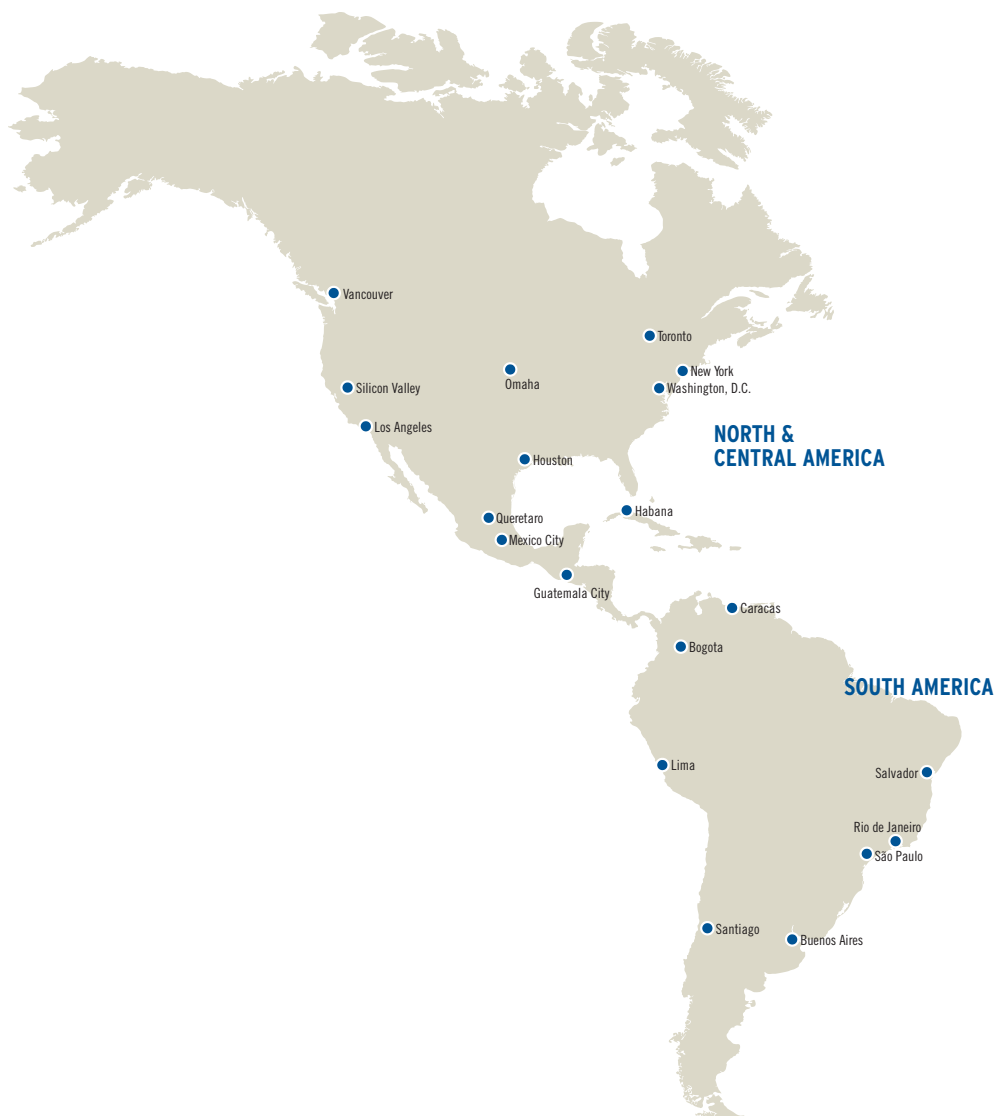 Vancouver
Toronto
New York
Omaha
Silicon Valley
Washington, D.C.
Los Angeles
NORTH &
CENTRAL AMERICA
Houston
Habana
Queretaro
Mexico City
Guatemala City
Caracas
Bogota
SOUTH AMERICA
Lima
Salvador
Rio de Janeiro
São Paulo
Santiago
Buenos Aires